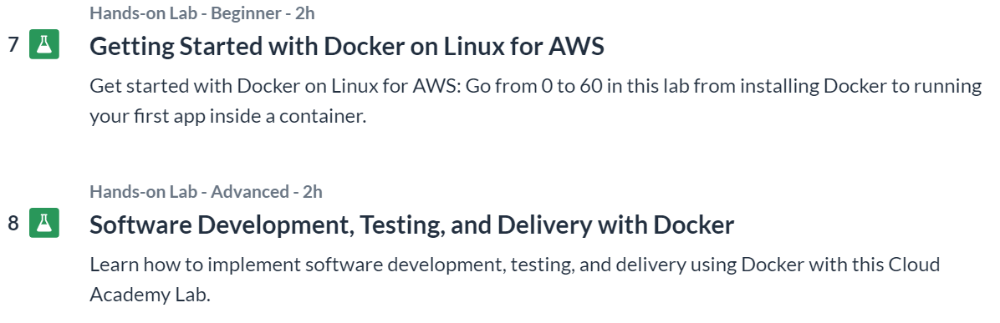 Hands-on Lab - Beginner - 2h
7 Getting Started with Docker on Linux for AWS
Get started with Docker on Linux for AWS: Go from 0 to 60 in this lab from installing Docker to running
your first app inside a container.
Hands-on Lab - Advanced - 2h
8 Software Development, Testing, and Delivery with Docker
Learn how to implement software development, testing, and delivery using Docker with this Cloud
Academy Lab.